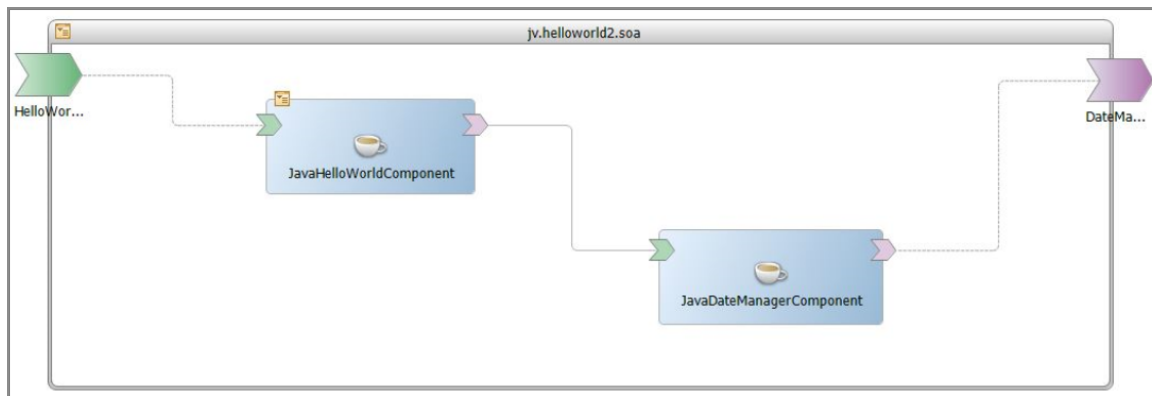 jv.helloworld2.soa
HelloWor...
DateMa...
JavaHelloWorldComponent
JavaDateManagerComponent